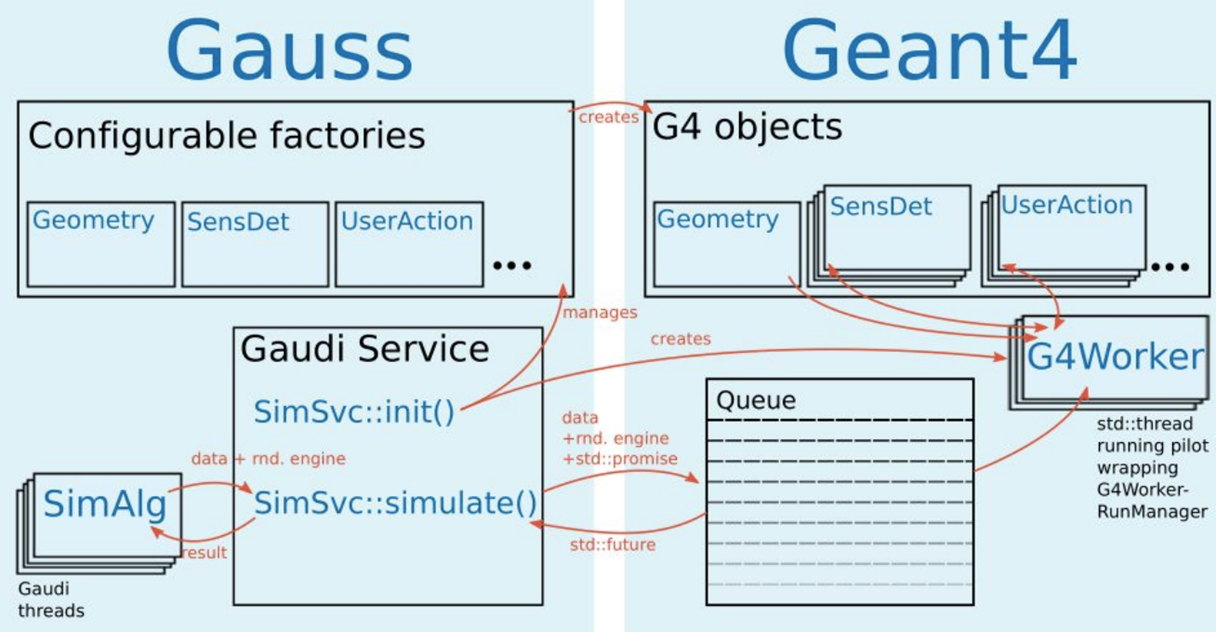 Gauss
Geant4
Configurable factories
creates
G4 objects
Geometry
SensDet
UserAction
...
Geometry
SensDet
UserAction
...
manages
Gaudi Service
creates
G4Worker
SimSvc::init()
data
+rnd. engine
+std::promise
Queue
std::thread
running pilot
wrapping
G4Worker-
RunManager
data + rnd. engine
SimAlg
SimSvc::simulate()
result
std::future
Gaudi
threads